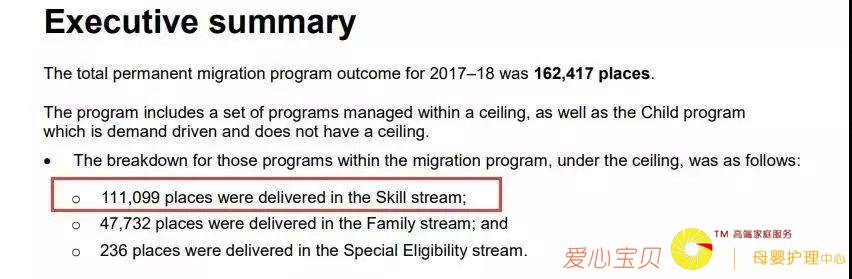 Executive summary
The total permanent migration program outcome for 2017–18 was 162,417 places.
The program includes a set of programs managed within a ceiling, as well as the Child program
which is demand driven and does not have a ceiling.
• The breakdown for those programs within the migration program, under the ceiling, was as follows:
o 111,099 places were delivered in the Skill stream;
o 47,732 places were delivered in the Family stream; and
o 236 places were delivered in the Special Eligibility stream.
TM 高端家庭服务
爱心宝贝 | 母婴护理中心